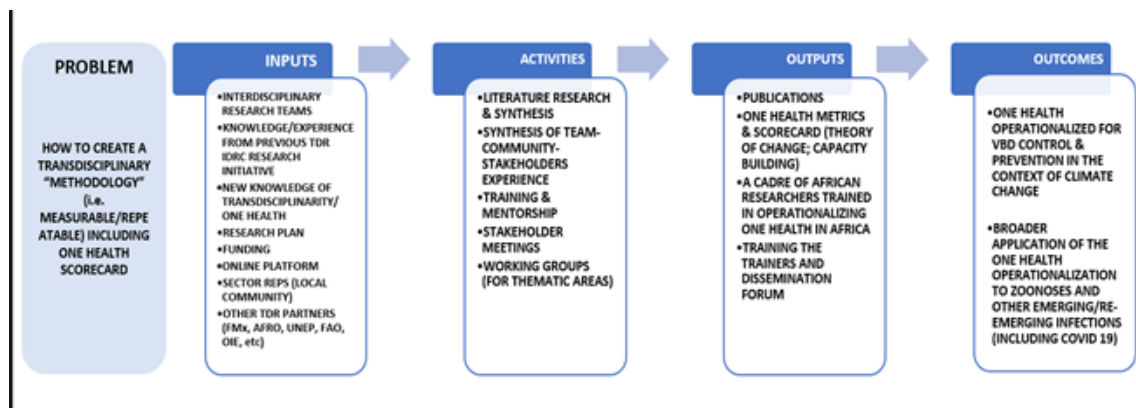 PROBLEM
HOW TO CREATE A
TRANSDISCIPLINARY
"METHODOLOGY"
(i.e.
MEASURABLE/REPE
ATABLE) INCLUDING
ONE HEALTH
SCORECARD
INPUTS
•INTERDISCIPLINARY
RESEARCH TEAMS
•KNOWLEDGE/EXPERIENCE
FROM PREVIOUS TDR
IDRC RESEARCH
INITIATIVE
•NEW KNOWLEDGE OF
TRANSDISCIPLINARITY/
ONE HEALTH
•RESEARCH PLAN
•FUNDING
•ONLINE PLATFORM
•SECTOR REPS (LOCAL
COMMUNITY)
•OTHER TDR PARTNERS
(FMx, AFRO, UNEP, FAO,
OIE, etc)
ACTIVITIES
•LITERATURE RESEARCH
& SYNTHESIS
•SYNTHESIS OF TEAM-
COMMUNITY-
STAKEHOLDERS
EXPERIENCE
•TRAINING &
MENTORSHIP
•STAKEHOLDER
MEETINGS
•WORKING GROUPS
(FOR THEMATIC AREAS)
OUTPUTS
•PUBLICATIONS
•ONE HEALTH METRICS
& SCORECARD (THEORY
OF CHANGE; CAPACITY
BUILDING)
•A CADRE OF AFRICAN
RESEARCHERS TRAINED
IN OPERATIONALIZING
ONE HEALTH IN AFRICA
•TRAINING THE
TRAINERS AND
DISSEMINATION
FORUM
OUTCOMES
•ONE HEALTH
OPERATIONALIZED FOR
VBD CONTROL &
PREVENTION IN THE
CONTEXT OF CLIMATE
CHANGE
•BROADER
APPLICATION OF THE
ONE HEALTH
OPERATIONALIZATION
TO ZOONOSES AND
OTHER EMERGING/RE-
EMERGING INFECTIONS
(INCLUDING COVID 19)